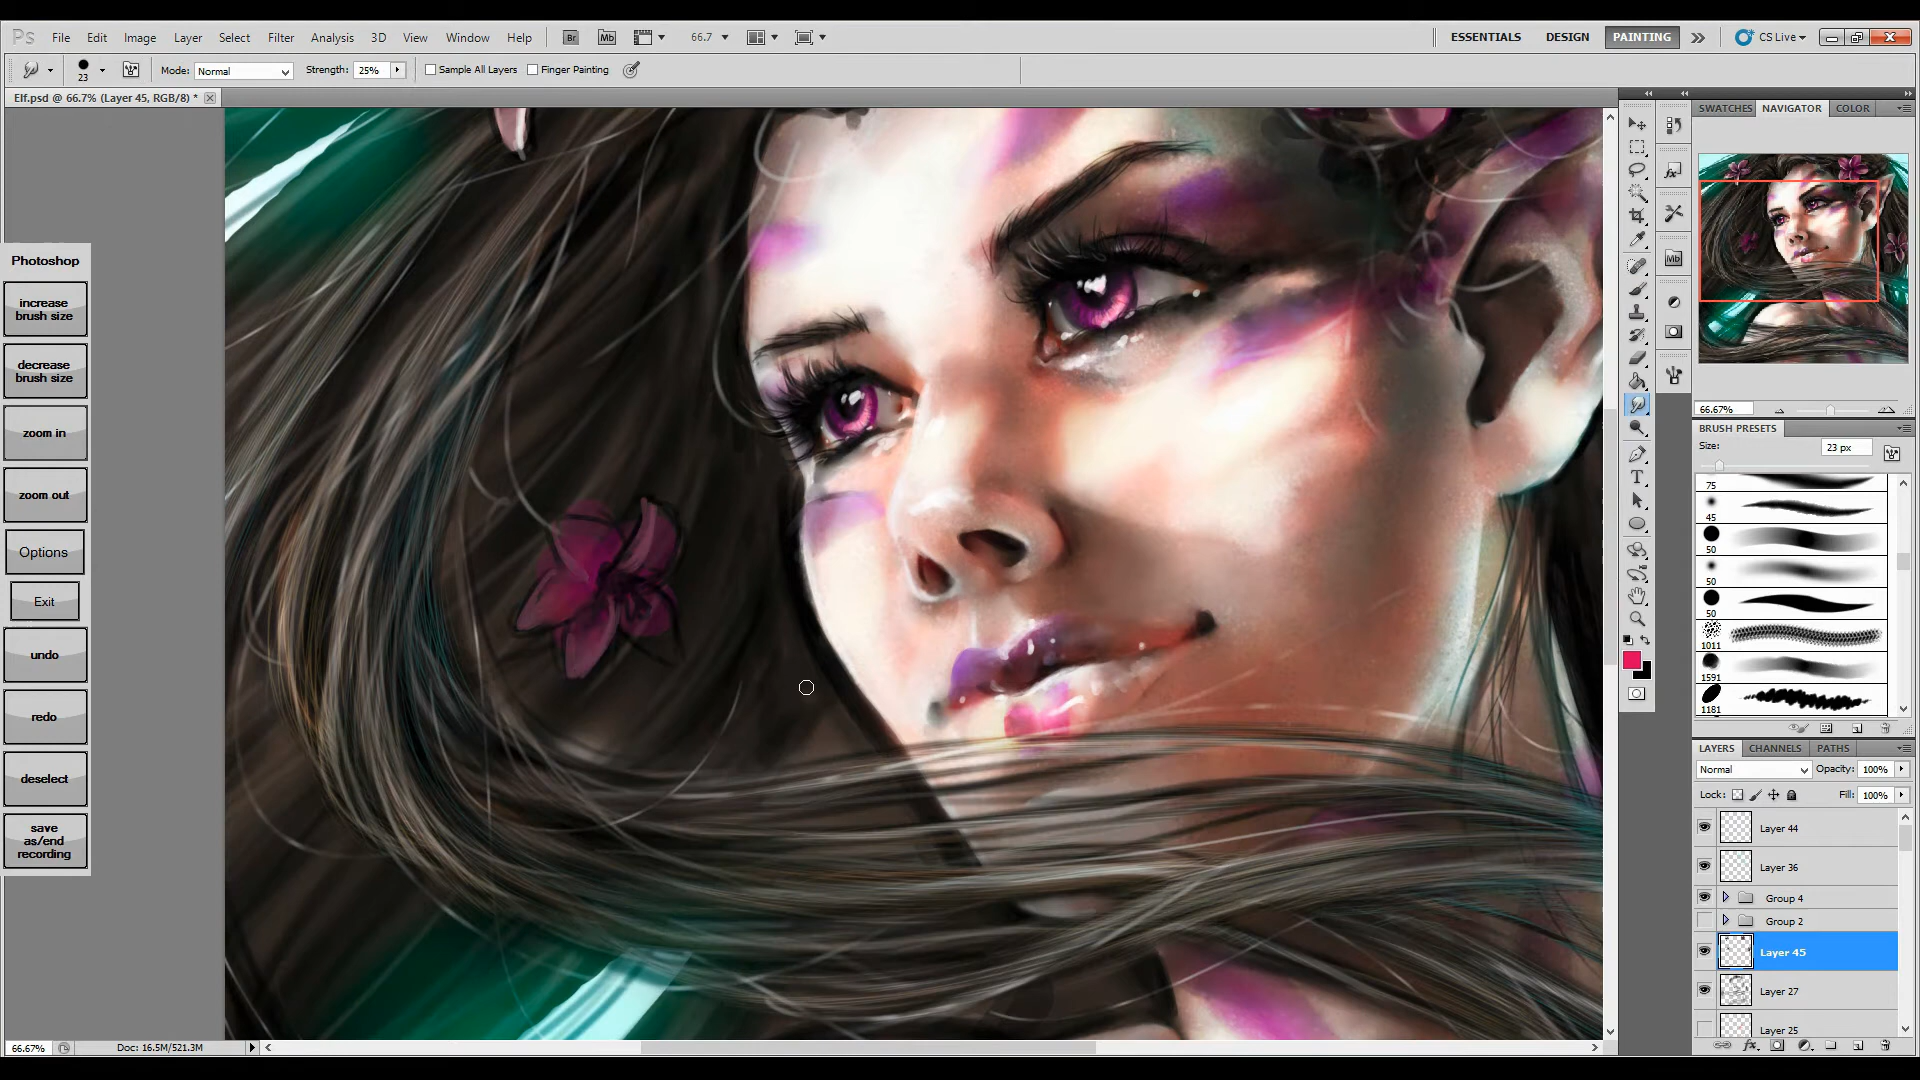 Ps File Edit Image Layer Select Filter Analysis 3D View Window Help Br Mb 66.7 ESSENTIALS DESIGN PAINTING CS Live
23 Mode: Normal Strength: 25% Sample All Layers Finger Painting
Elf.psd @ 66.7% (Layer 45, RGB/8) *
Photoshop
increase
brush size
decrease
brush size
zoom in
zoom out
Options
Exit
undo
redo
deselect
save
as/end
recording
66.67% Doc: 16.5M/521.3M
T
Mb
SWATCHES NAVIGATOR COLOR
66.67%
BRUSH PRESETS
Size: 23 px
75
45
50
50
50
1011
1591
1181
LAYERS CHANNELS PATHS
Normal Opacity: 100%
Lock: Fill: 100%
Layer 44
Layer 36
Group 4
Group 2
Layer 45
Layer 27
Layer 25
fx